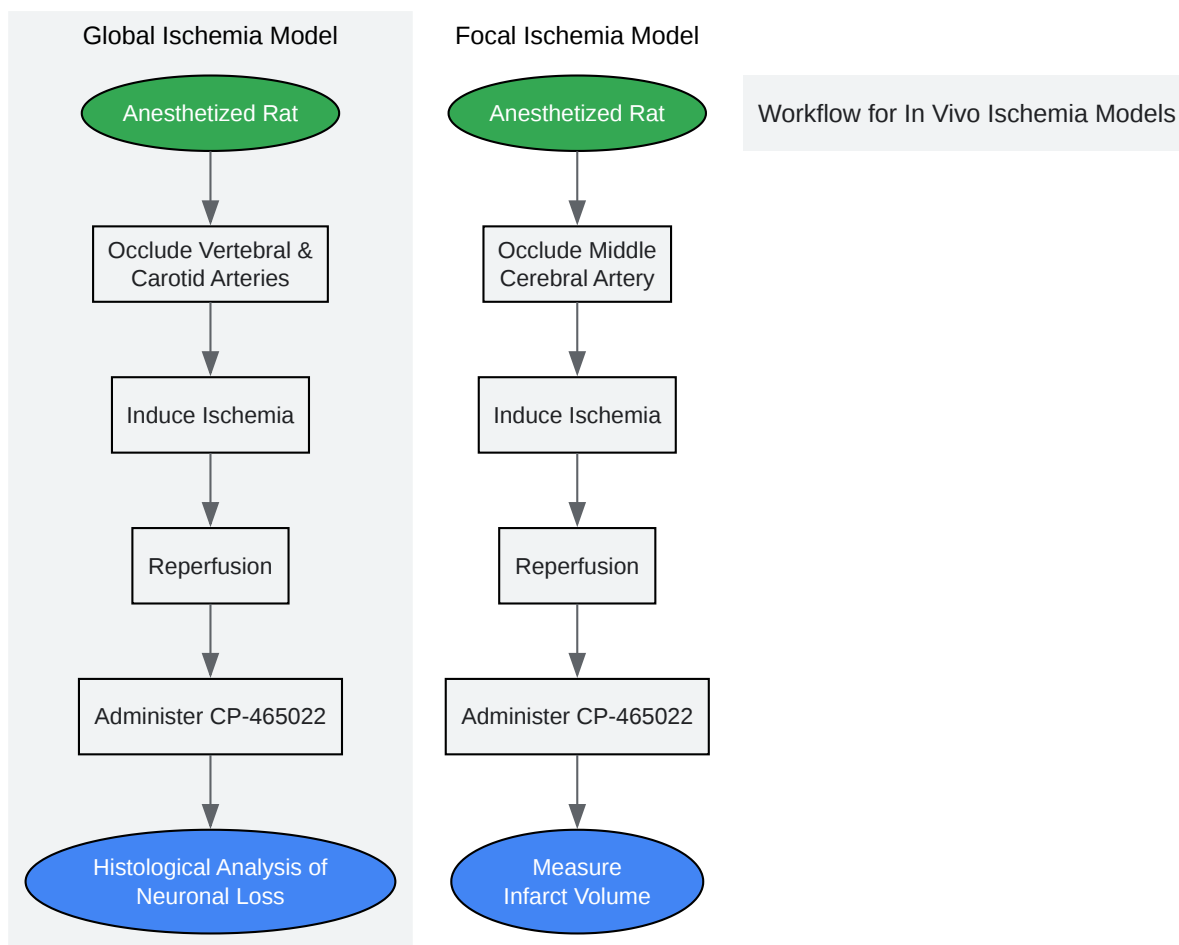 Global Ischemia Model
Anesthetized Rat
Occlude Vertebral &
Carotid Arteries
Induce Ischemia
Reperfusion
Administer CP-465022
Histological Analysis of
Neuronal Loss
Focal Ischemia Model
Anesthetized Rat
Occlude Middle
Cerebral Artery
Induce Ischemia
Reperfusion
Administer CP-465022
Measure
Infarct Volume
Workflow for In Vivo Ischemia Models